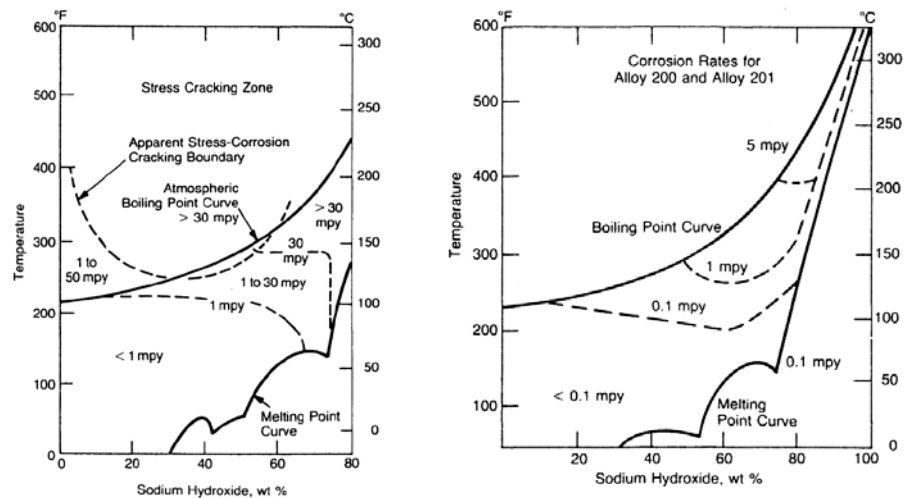 °F
°C
600
500
400
300
200
100
0
300
250
200
150
100
50
0
Temperature
Stress Cracking Zone
Apparent Stress-Corrosion
Cracking Boundary
Atmospheric
Boiling Point Curve
> 30 mpy
> 30
mpy
30
mpy
1 to
50 mpy
1 to 30 mpy
1 mpy
< 1 mpy
Melting Point
Curve
0
20
40
60
80
Sodium Hydroxide, wt %
°F
°C
600
500
400
300
200
100
300
250
200
150
100
50
0
Temperature
Corrosion Rates for
Alloy 200 and Alloy 201
5 mpy
Boiling Point Curve
1 mpy
0.1 mpy
0.1 mpy
< 0.1 mpy
Melting
Point Curve
20
40
60
80
100
Sodium Hydroxide, wt %